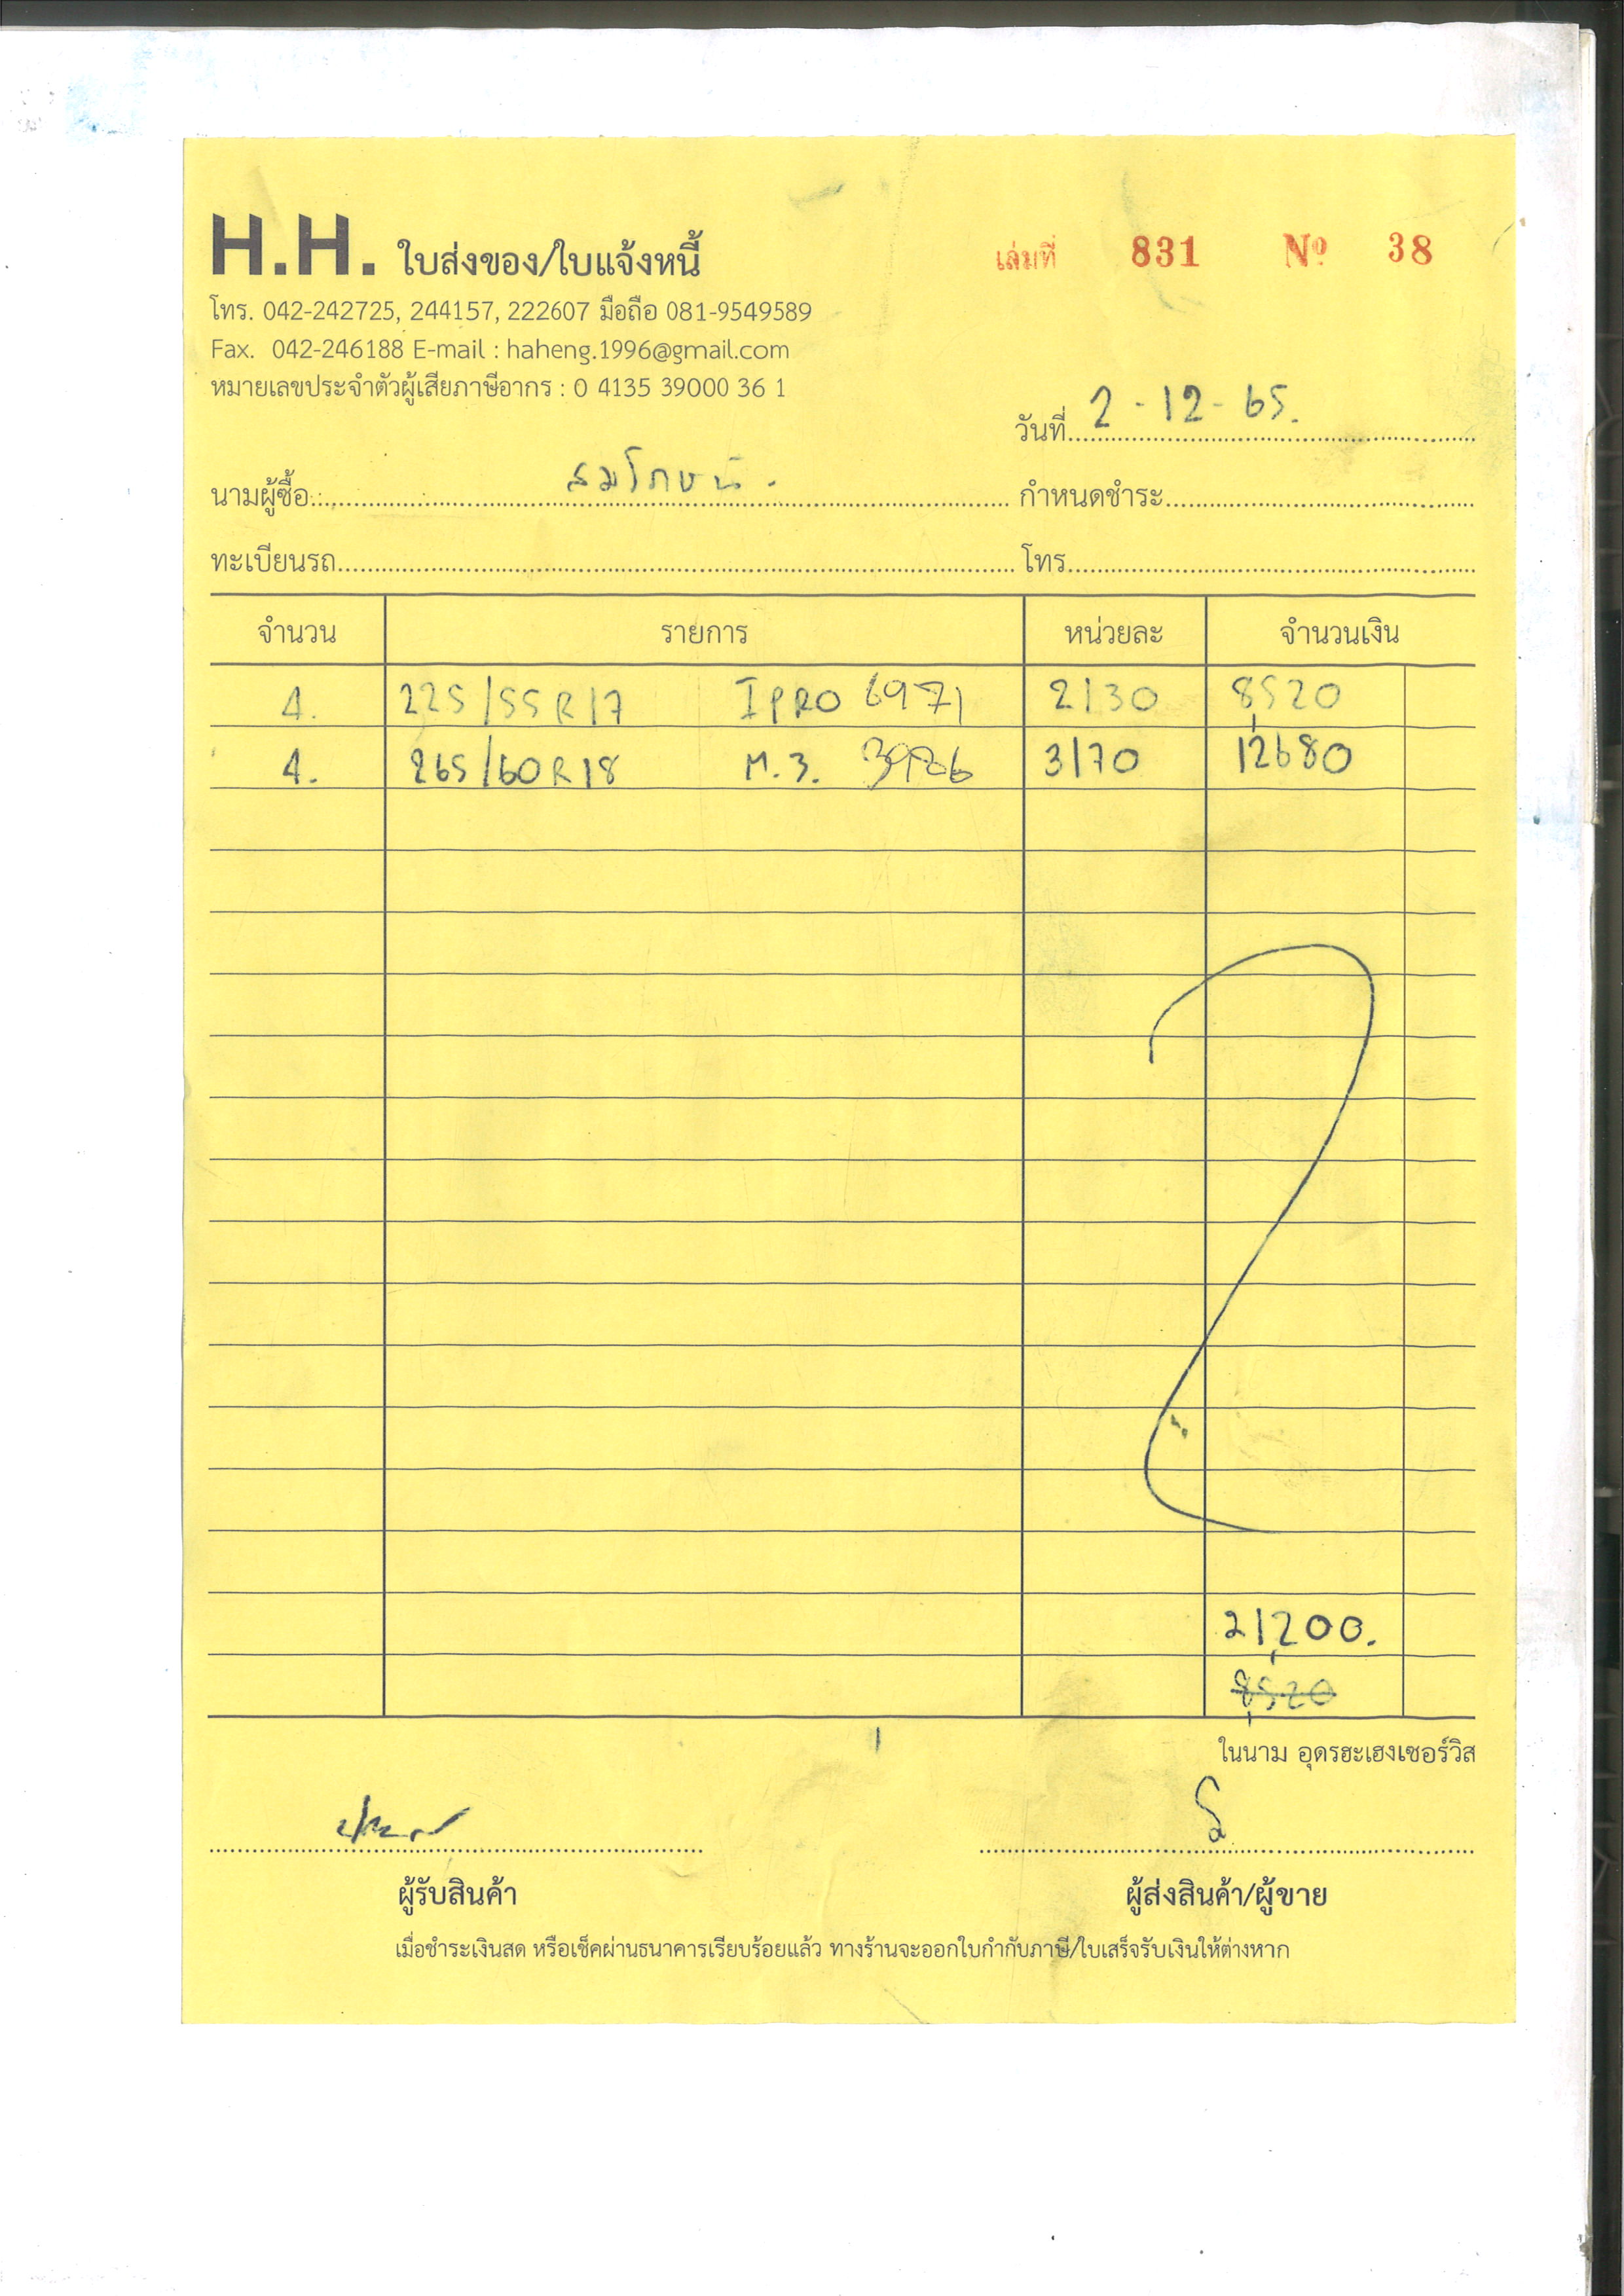 H.H. ใบส่งของ/ใบแจ้งหนี้ เล่มที่ 831 Nº 38
โทร. 042-242725, 244157, 222607 มือถือ 081-9549589
Fax. 042-246188 E-mail : haheng.1996@gmail.com
หมายเลขประจำตัวผู้เสียภาษีอากร : 0 4135 39000 36 1
วันที่ 2-12-65.
นามผู้ซื้อ สมโภชน์. กำหนดชำระ
ทะเบียนรถ โทร
จำนวน รายการ หน่วยละ จำนวนเงิน
4. 225/55R17 IPRO 6971 2130 8,520
4. 265/60R18 M.3. 3170 12680
21,200.
8,520
ในนาม อุดรฮะเฮงเซอร์วิส
ผู้รับสินค้า ผู้ส่งสินค้า/ผู้ขาย
เมื่อชำระเงินสด หรือเช็คผ่านธนาคารเรียบร้อยแล้ว ทางร้านจะออกใบกำกับภาษี/ใบเสร็จรับเงินให้ต่างหาก